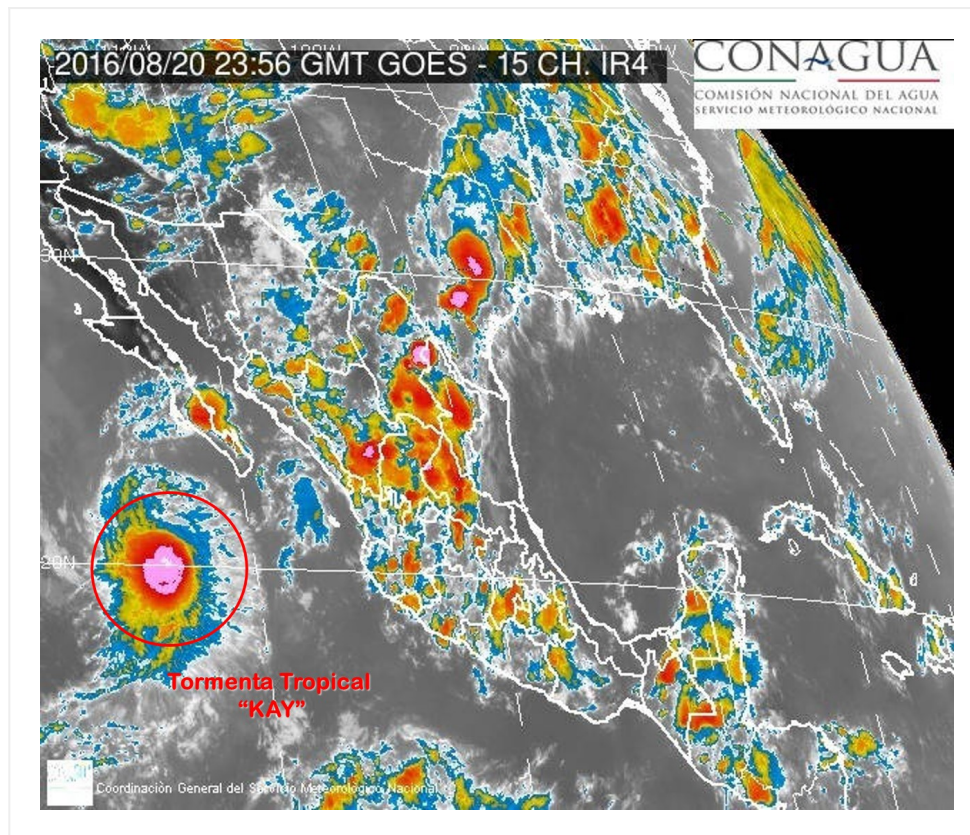 2016/08/20 23:56 GMT GOES - 15 CH. IR4
CONAGUA
COMISIÓN NACIONAL DEL AGUA
SERVICIO METEOROLÓGICO NACIONAL
30N
20N
Tormenta Tropical
“KAY”
Coordinación General del Servicio Meteorológico Nacional